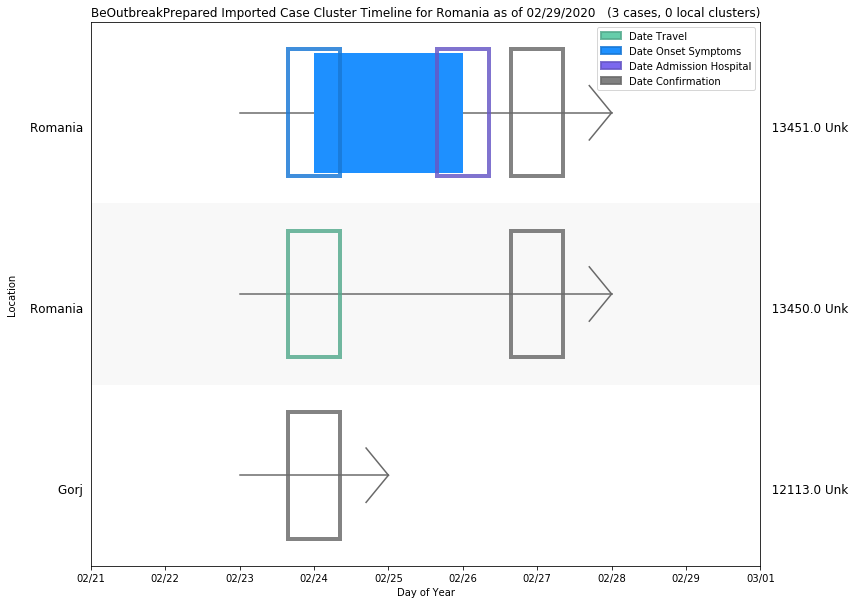 BeOutbreakPrepared Imported Case Cluster Timeline for Romania as of 02/29/2020   (3 cases, 0 local clusters)
Date Travel
Date Onset Symptoms
Date Admission Hospital
Date Confirmation
Romania
13451.0 Unk
Romania
13450.0 Unk
Location
Gorj
12113.0 Unk
02/21 02/22 02/23 02/24 02/25 02/26 02/27 02/28 02/29 03/01
Day of Year